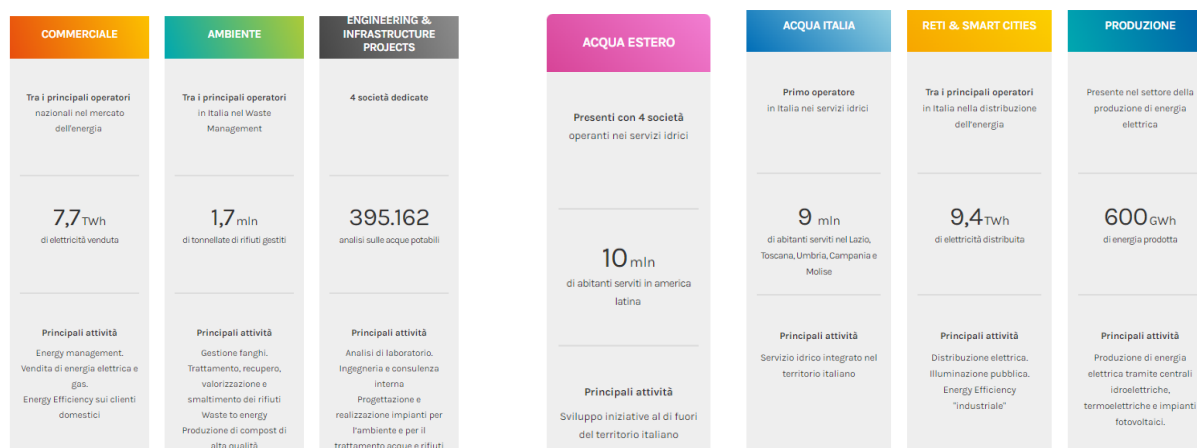 COMMERCIALE
Tra i principali operatori
nazionali nel mercato
dell'energia
7,7 TWh
di elettricità venduta
Principali attività
Energy management.
Vendita di energia elettrica e
gas.
Energy Efficiency sui clienti
domestici
AMBIENTE
Tra i principali operatori
in Italia nel Waste
Management
1,7 mln
di tonnellate di rifiuti gestiti
Principali attività
Gestione fanghi.
Trattamento, recupero,
valorizzazione e
smaltimento dei rifiuti
Waste to energy
Produzione di compost di
alta qualità
ENGINEERING &
INFRASTRUCTURE
PROJECTS
4 società dedicate
395.162
analisi sulle acque potabili
Principali attività
Analisi di laboratorio.
Ingegneria e consulenza
interna
Progettazione e
realizzazione impianti per
l'ambiente e per il
trattamento acque e rifiuti
ACQUA ESTERO
Presenti con 4 società
operanti nei servizi idrici
10 mln
di abitanti serviti in america
latina
Principali attività
Sviluppo iniziative al di fuori
del territorio italiano
ACQUA ITALIA
Primo operatore
in Italia nei servizi idrici
9 mln
di abitanti serviti nel Lazio,
Toscana, Umbria, Campania e
Molise
Principali attività
Servizio idrico integrato nel
territorio italiano
RETI & SMART CITIES
Tra i principali operatori
in Italia nella distribuzione
dell'energia
9,4 TWh
di elettricità distribuita
Principali attività
Distribuzione elettrica.
Illuminazione pubblica.
Energy Efficiency
"industriale"
PRODUZIONE
Presente nel settore della
produzione di energia
elettrica
600 GWh
di energia prodotta
Principali attività
Produzione di energia
elettrica tramite centrali
idroelettriche,
termoelettriche e impianti
fotovoltaici.